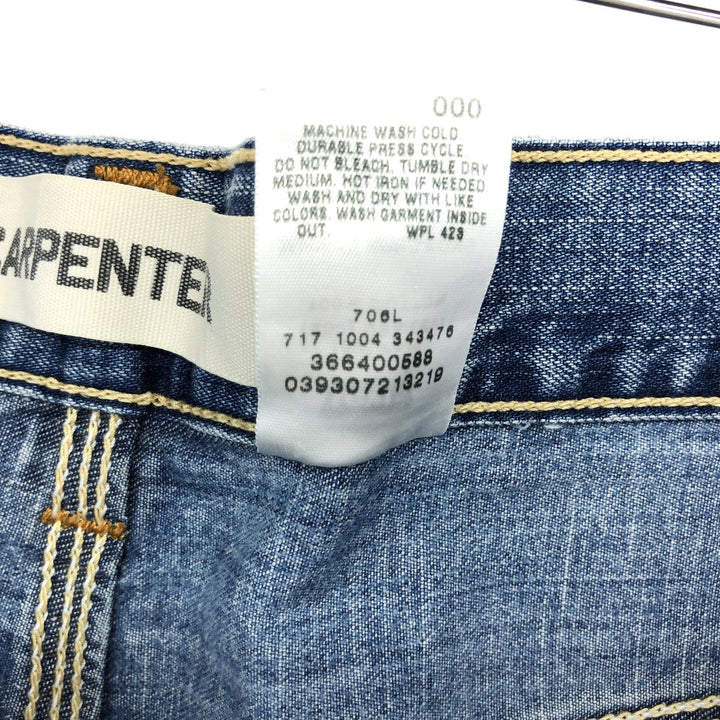 000
MACHINE WASH COLD
DURABLE PRESS CYCLE.
DO NOT BLEACH. TUMBLE DRY
MEDIUM. HOT IRON IF NEEDED.
WASH AND DRY WITH LIKE
COLORS. WASH GARMENT INSIDE
OUT. WPL 423
706L
717 1004 343476
366400588
039307213219
CARPENTER